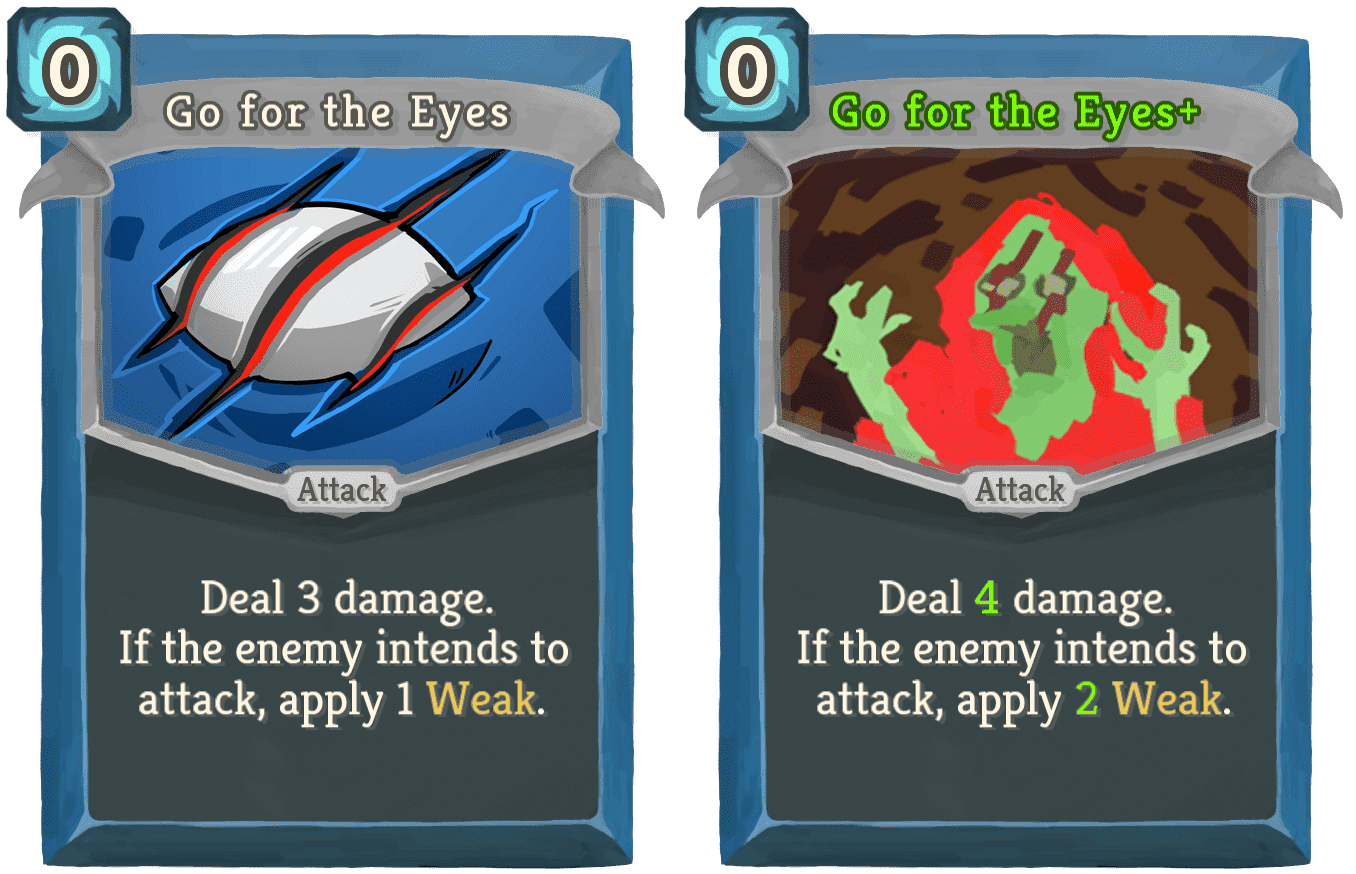 0
Go for the Eyes
Attack
Deal 3 damage.
If the enemy intends to
attack, apply 1 Weak.
0
Go for the Eyes+
Attack
Deal 4 damage.
If the enemy intends to
attack, apply 2 Weak.